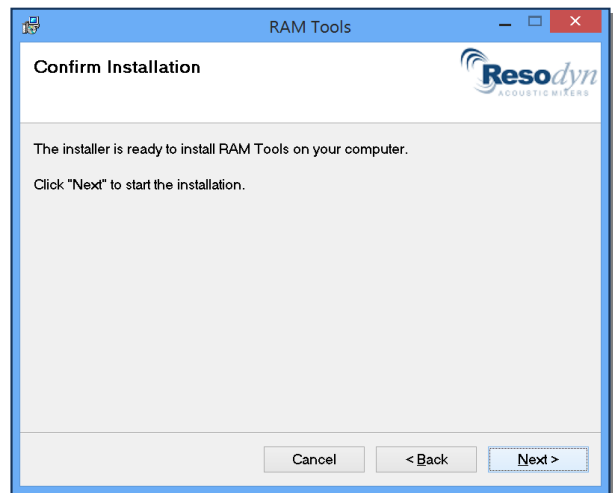 RAM Tools
Confirm Installation
Resodyn
ACOUSTIC MIXERS
The installer is ready to install RAM Tools on your computer.
Click "Next" to start the installation.
Cancel
< Back
Next >